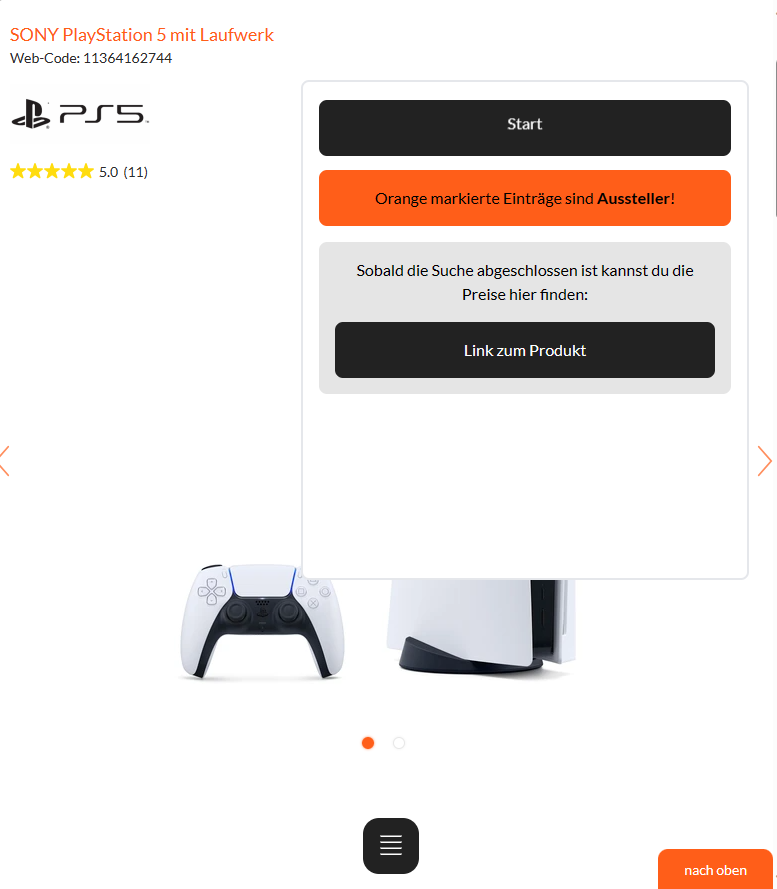 SONY PlayStation 5 mit Laufwerk
Web-Code: 11364162744
PS5
5.0 (11)
Start
Orange markierte Einträge sind Aussteller!
Sobald die Suche abgeschlossen ist kannst du die
Preise hier finden:
Link zum Produkt
nach oben